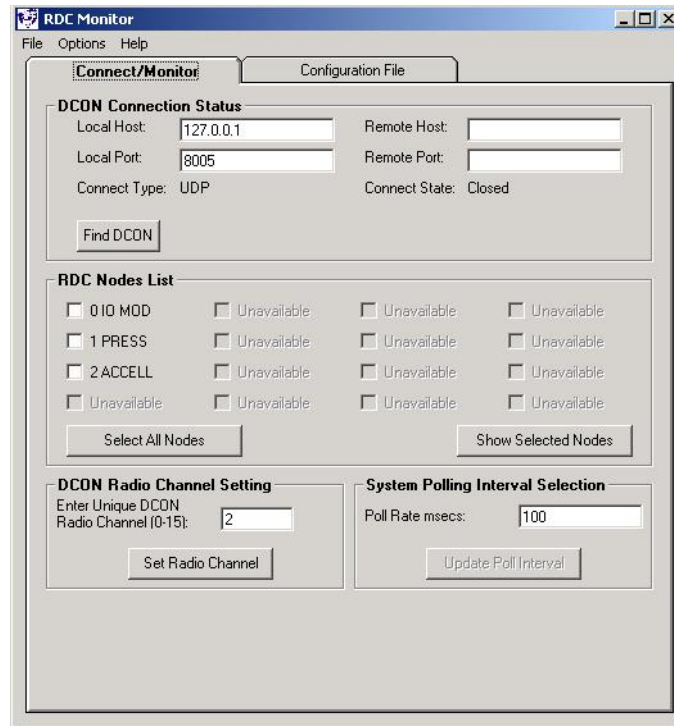 RDC Monitor
File Options Help
Connect/Monitor Configuration File
DCON Connection Status
Local Host: 127.0.0.1 Remote Host:
Local Port: 8005 Remote Port:
Connect Type: UDP Connect State: Closed
Find DCON
RDC Nodes List
0 IO MOD Unavailable Unavailable Unavailable
1 PRESS Unavailable Unavailable Unavailable
2 ACCELL Unavailable Unavailable Unavailable
Unavailable Unavailable Unavailable Unavailable
Select All Nodes Show Selected Nodes
DCON Radio Channel Setting
Enter Unique DCON
Radio Channel (0-15): 2
Set Radio Channel
System Polling Interval Selection
Poll Rate msecs: 100
Update Poll Interval